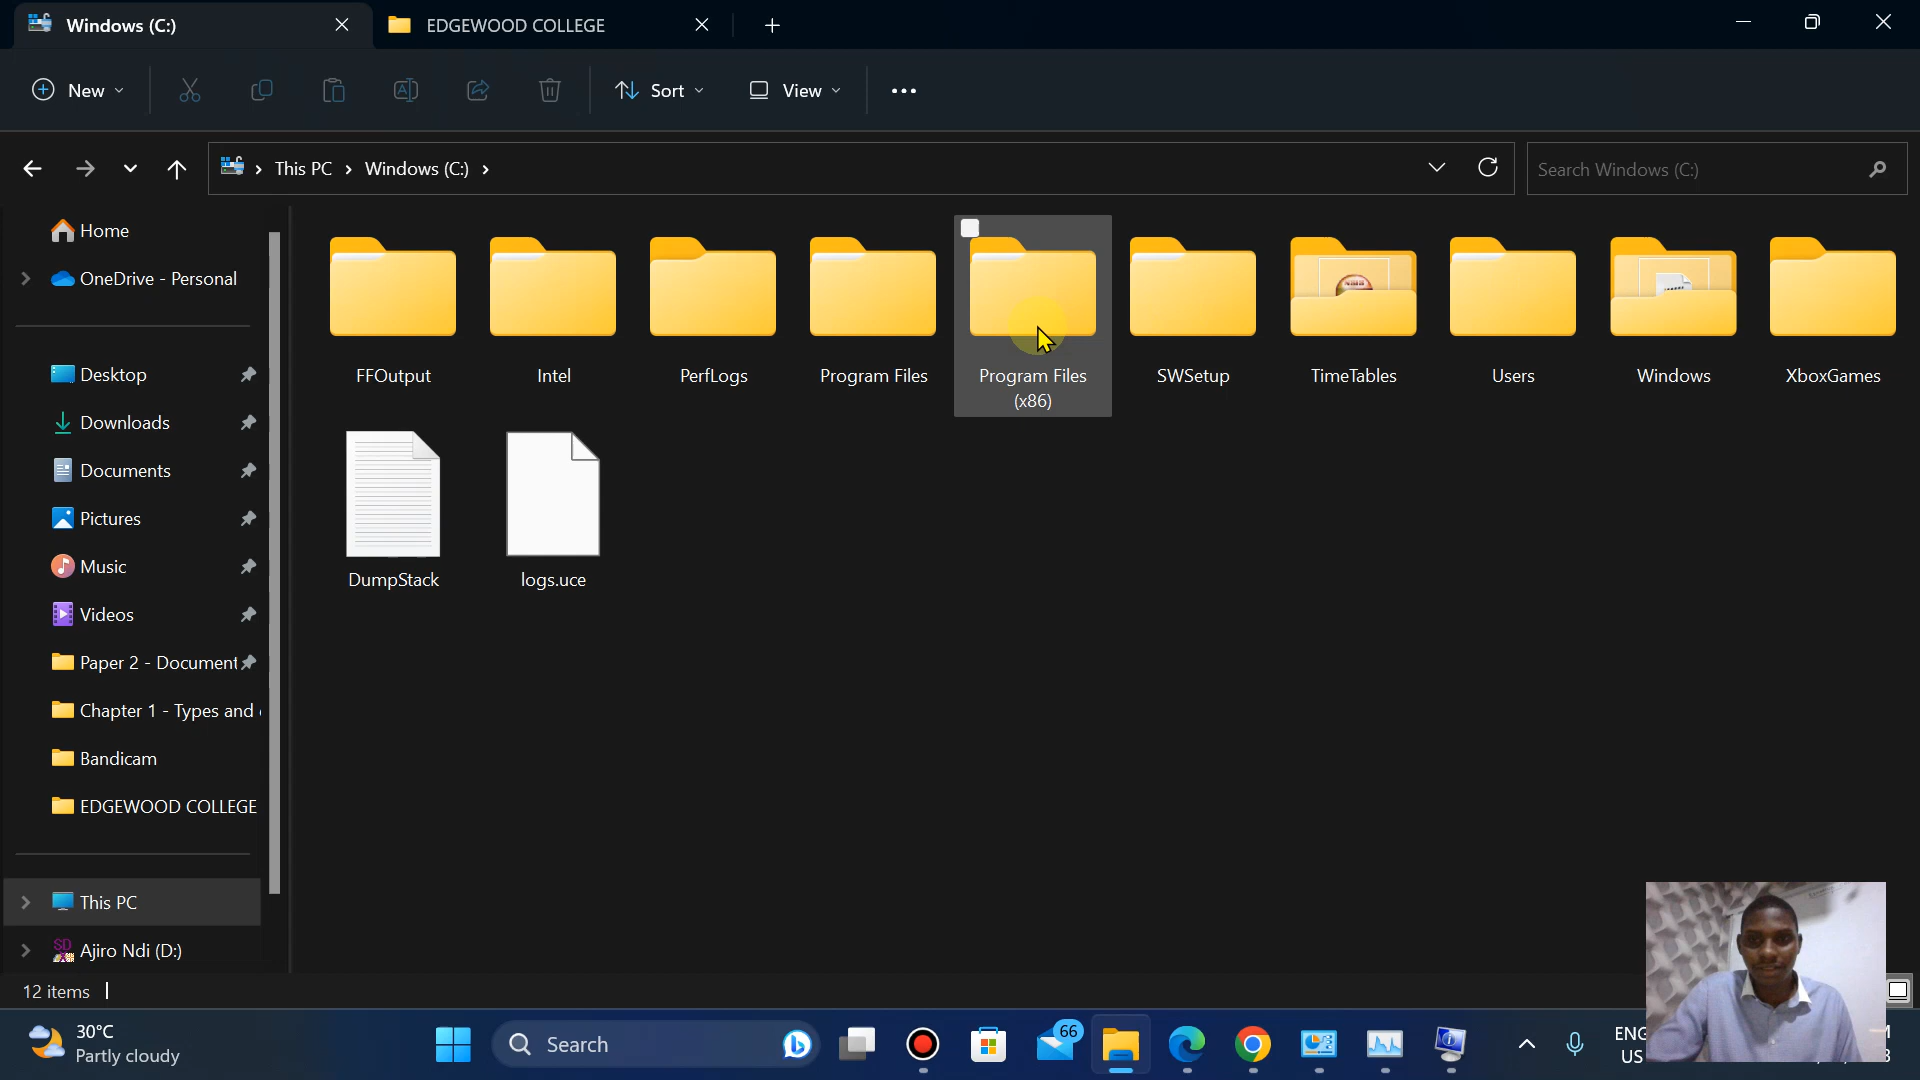 Windows (C:)
EDGEWOOD COLLEGE
New
Sort
View
This PC
Windows (C:)
Search Windows (C:)
Home
OneDrive - Personal
Desktop
Downloads
Documents
Pictures
Music
Videos
Paper 2 - Document
Chapter 1 - Types and
Bandicam
EDGEWOOD COLLEGE
This PC
Ajiro Ndi (D:)
FFOutput
Intel
PerfLogs
Program Files
Program Files
(x86)
SWSetup
TimeTables
Users
Windows
XboxGames
DumpStack
logs.uce
12 items
30°C
Partly cloudy
Search
66
ENG
US